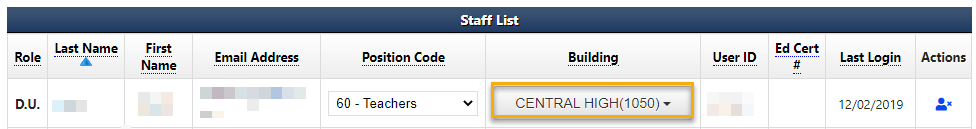 Staff List
Role Last Name First Name Email Address Position Code Building User ID Ed Cert # Last Login Actions
D.U. 60 - Teachers CENTRAL HIGH(1050) 12/02/2019